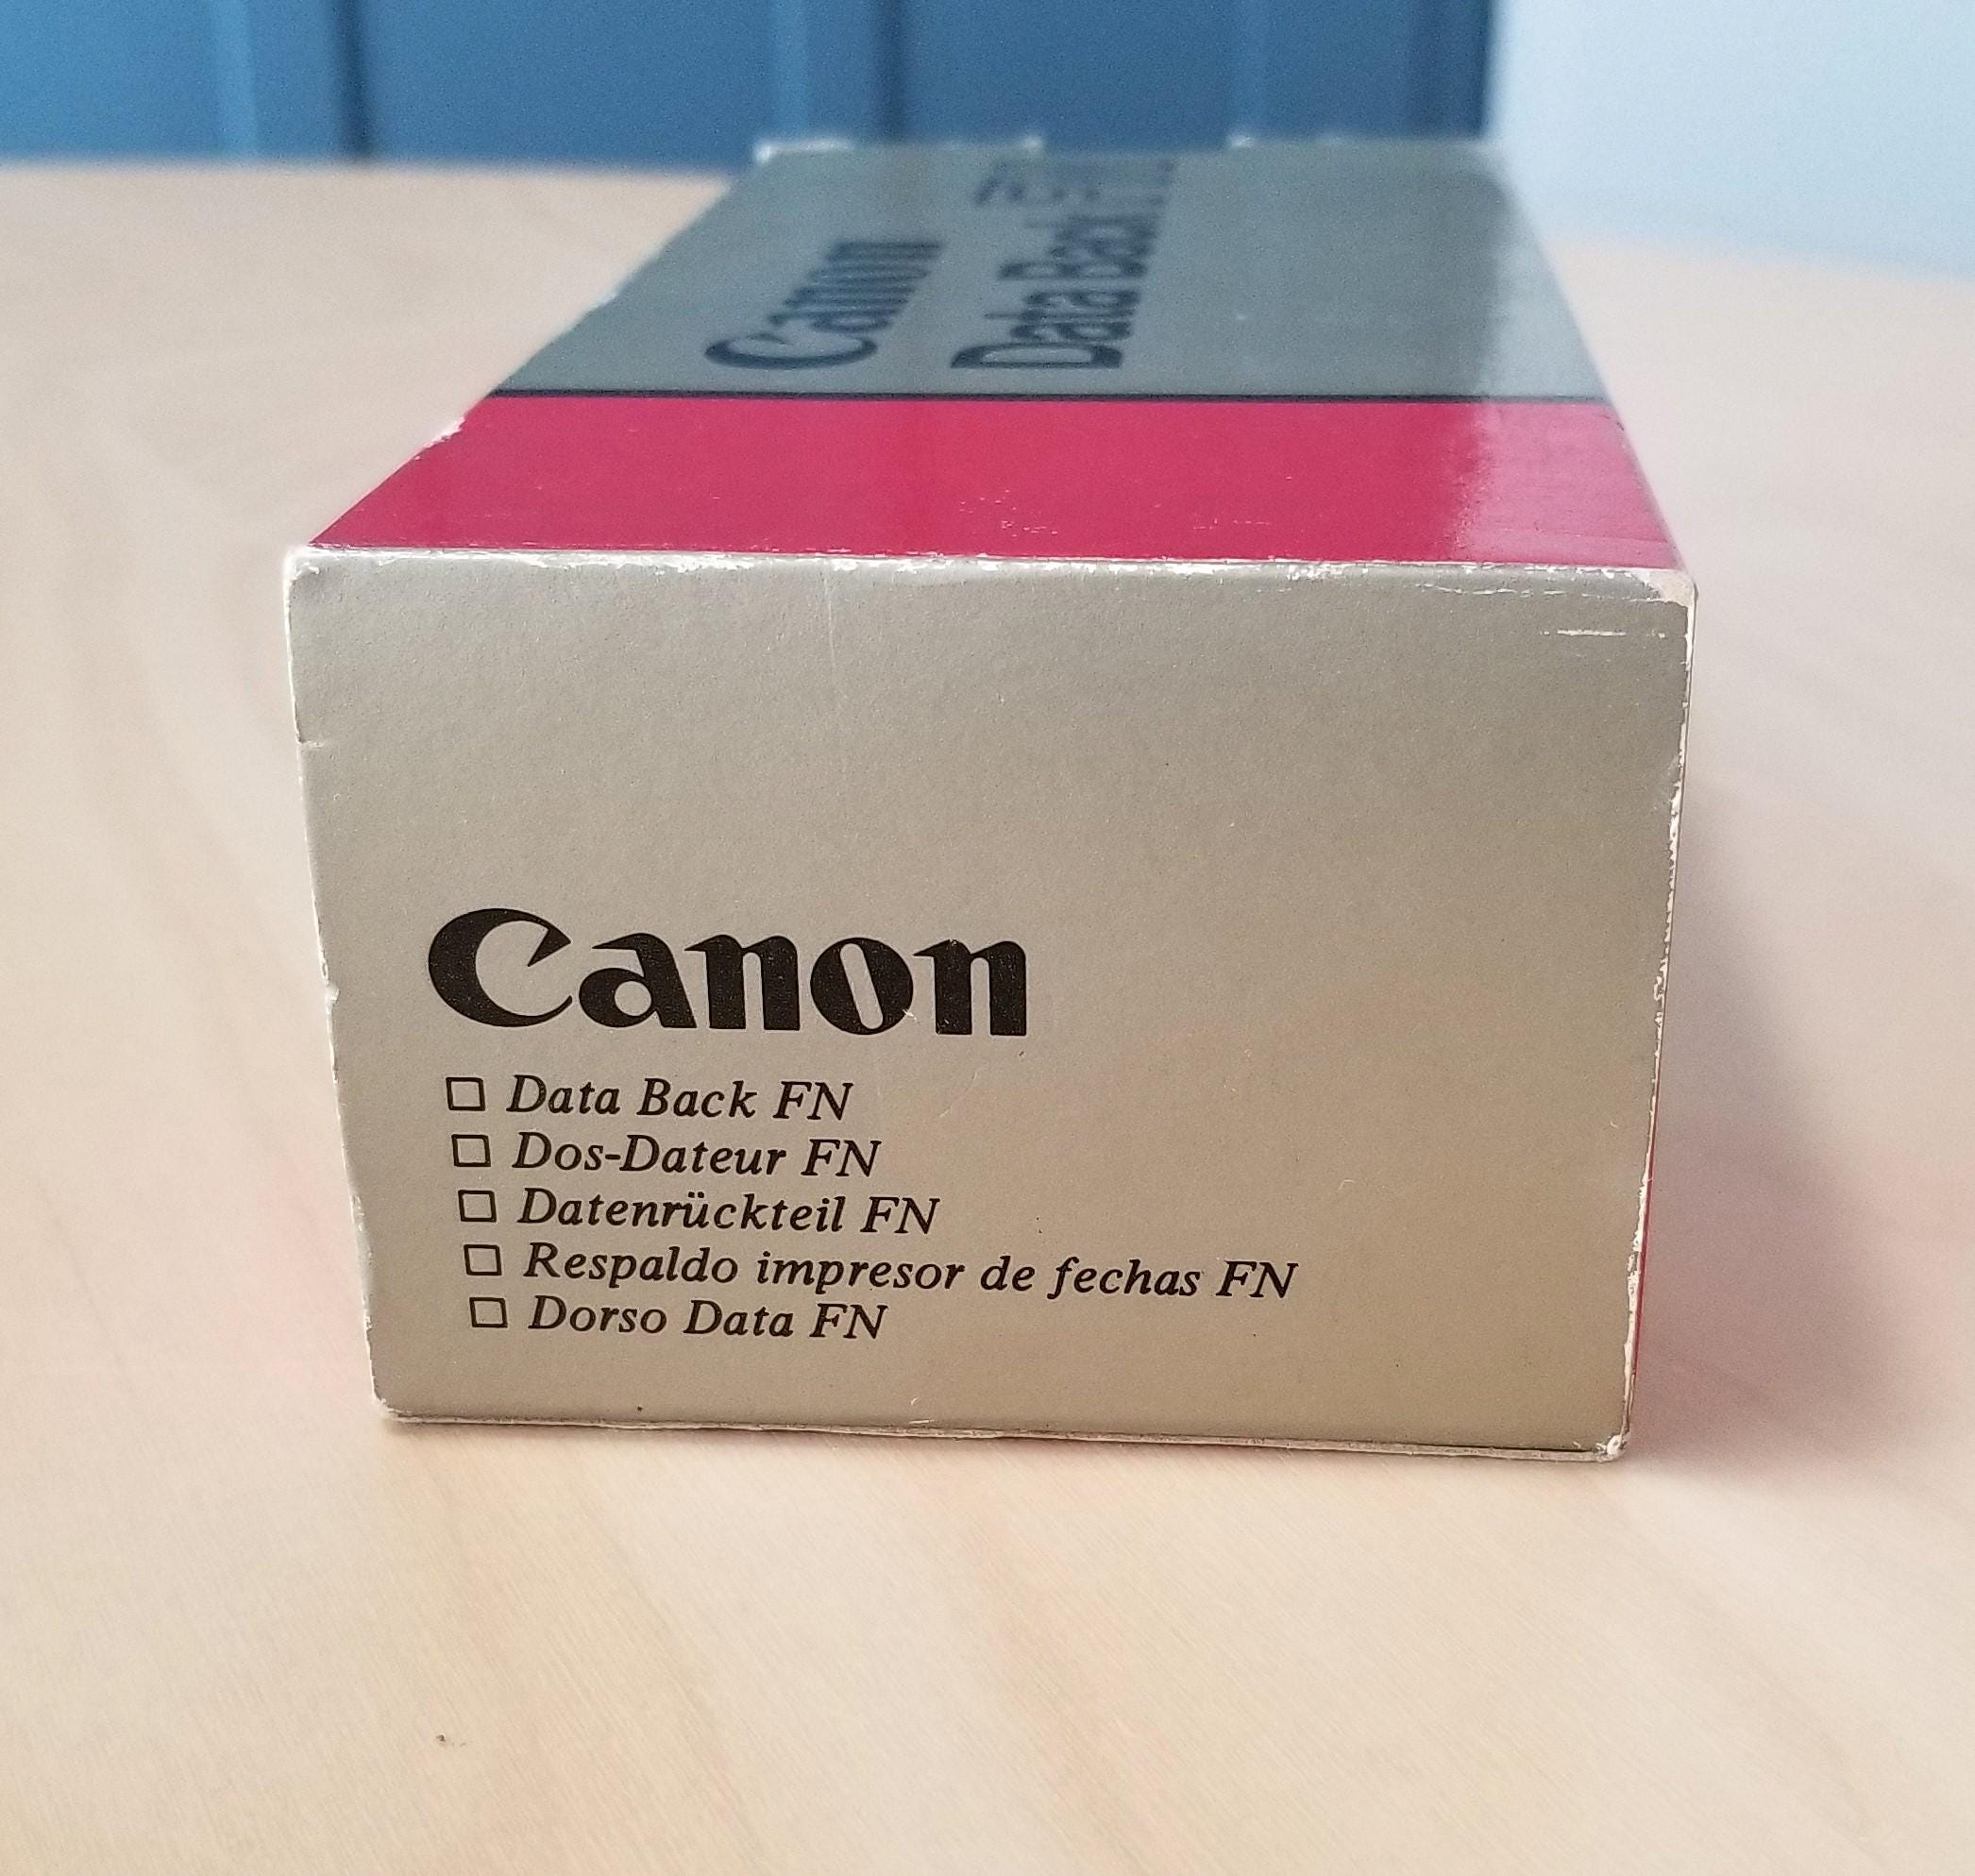 Canon
Data Back
Canon
□ Data Back FN
□ Dos-Dateur FN
□ Datenrückteil FN
□ Respaldo impresor de fechas FN
□ Dorso Data FN